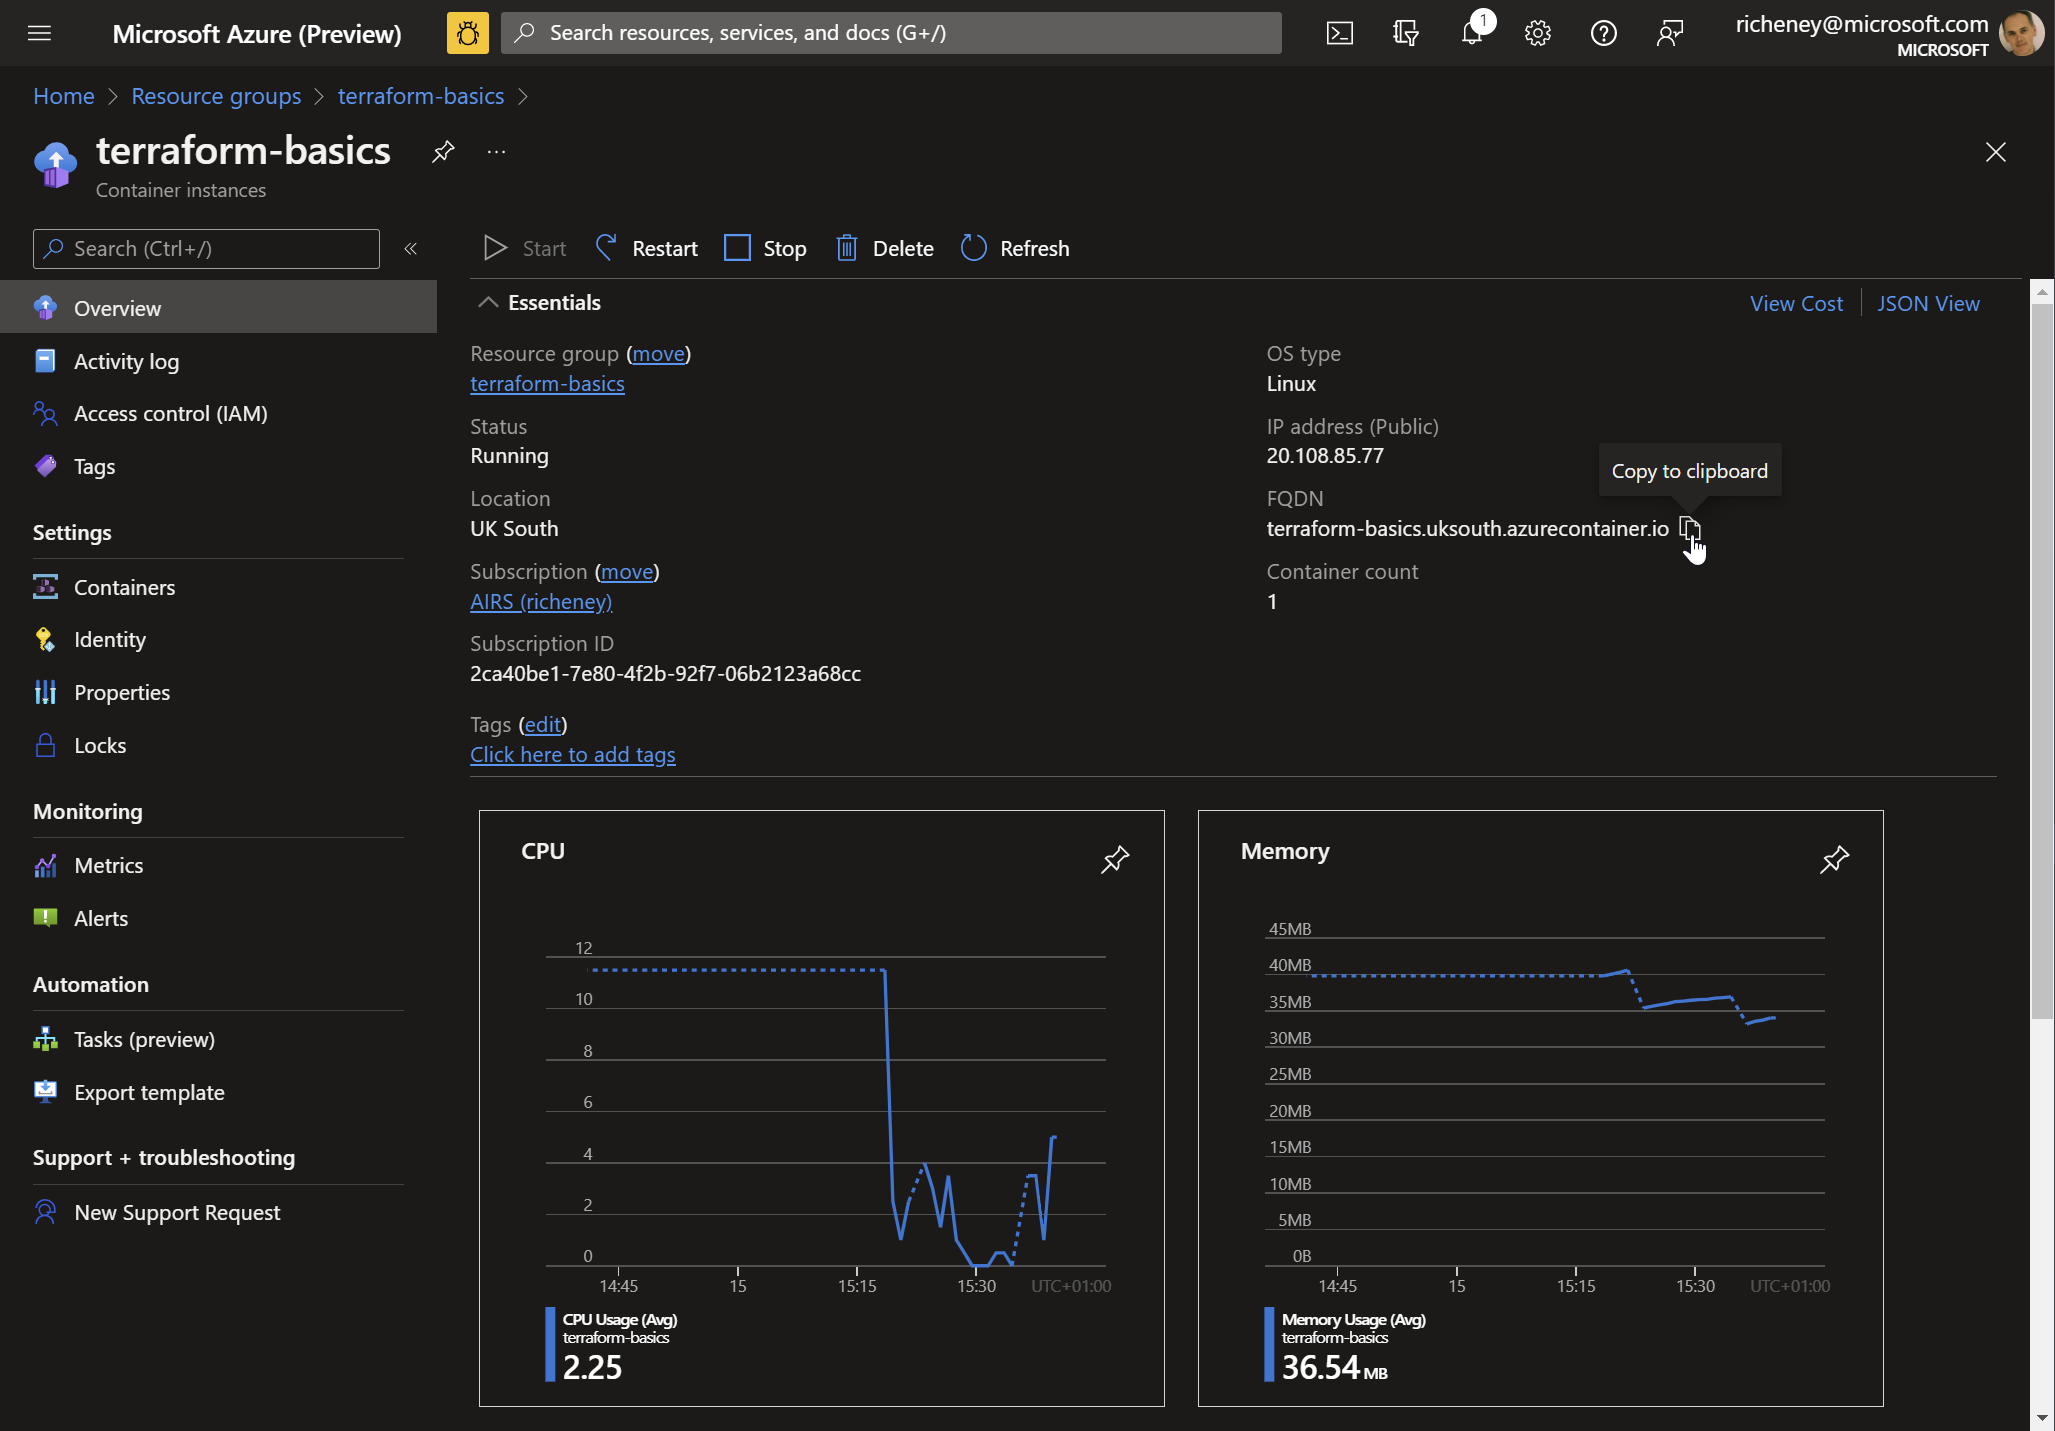 Microsoft Azure (Preview)
Search resources, services, and docs (G+/)
1
richeney@microsoft.com
MICROSOFT
Home
Resource groups
terraform-basics
terraform-basics
...
Container instances
Search (Ctrl+/)
«
Start
Restart
Stop
Delete
Refresh
Overview
Activity log
Access control (IAM)
Tags
Settings
Containers
Identity
Properties
Locks
Monitoring
Metrics
Alerts
Automation
Tasks (preview)
Export template
Support + troubleshooting
New Support Request
Essentials
View Cost
JSON View
Resource group (move)
terraform-basics
Status
Running
Location
UK South
Subscription (move)
AIRS (richeney)
Subscription ID
2ca40be1-7e80-4f2b-92f7-06b2123a68cc
Tags (edit)
Click here to add tags
OS type
Linux
IP address (Public)
20.108.85.77
Copy to clipboard
FQDN
terraform-basics.uksouth.azurecontainer.io
Container count
1
CPU
12
10
8
6
4
2
0
14:45
15
15:15
15:30
UTC+01:00
CPU Usage (Avg)
terraform-basics
2.25
Memory
45MB
40MB
35MB
30MB
25MB
20MB
15MB
10MB
5MB
0B
14:45
15
15:15
15:30
UTC+01:00
Memory Usage (Avg)
terraform-basics
36.54 MB